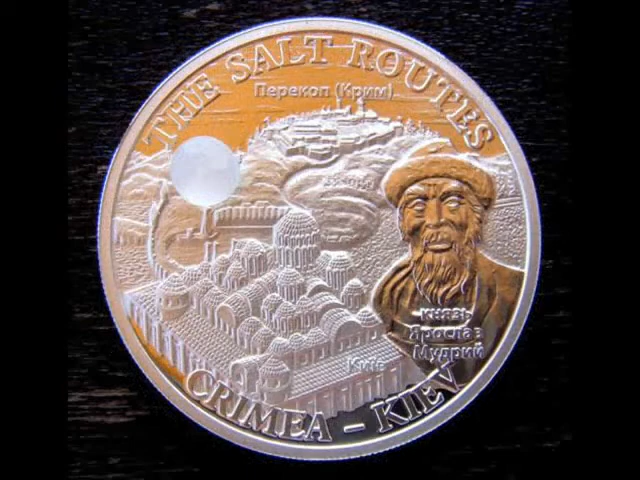 THE SALT ROUTES
Перекоп (Крим)
князь
Ярослав
Мудрий
Київ
CRIMEA – KIEV